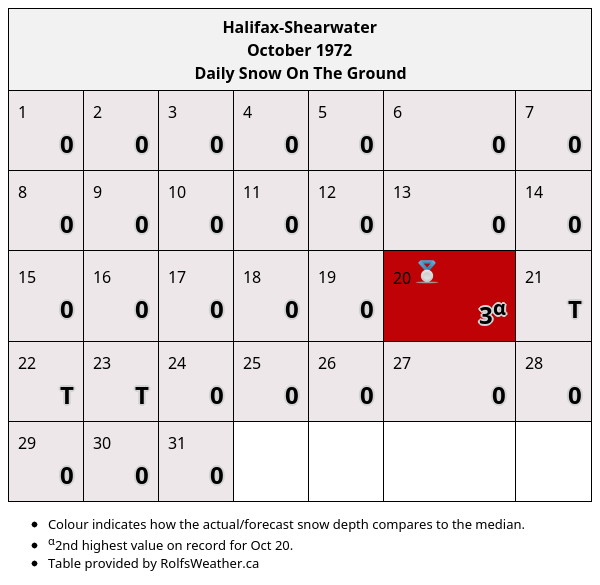 Halifax-Shearwater
October 1972
Daily Snow On The Ground
1 2 3 4 5 6 7
0 0 0 0 0 0 0
8 9 10 11 12 13 14
0 0 0 0 0 0 0
15 16 17 18 19 20 21
0 0 0 0 0 3α T
22 23 24 25 26 27 28
T T 0 0 0 0 0
29 30 31
0 0 0
• Colour indicates how the actual/forecast snow depth compares to the median.
• α2nd highest value on record for Oct 20.
• Table provided by RolfsWeather.ca